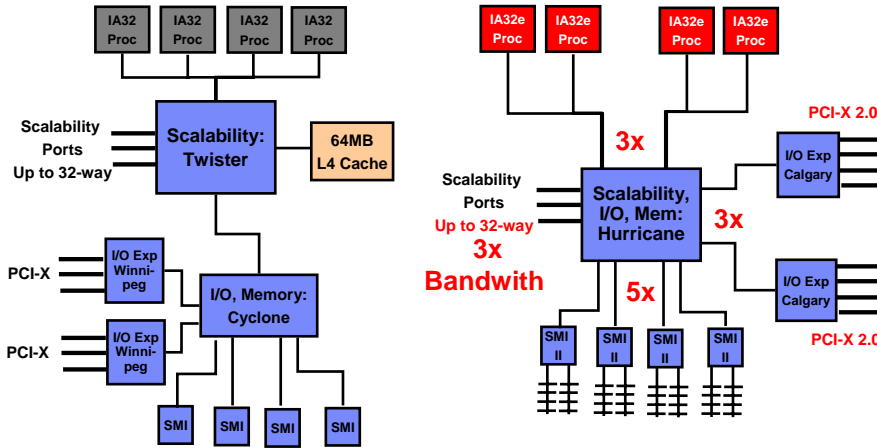 IA32
Proc
IA32
Proc
IA32
Proc
IA32
Proc
Scalability
Ports
Up to 32-way
Scalability:
Twister
64MB
L4 Cache
PCI-X
I/O Exp
Winni-
peg
PCI-X
I/O Exp
Winni-
peg
I/O, Memory:
Cyclone
SMI
SMI
SMI
SMI
IA32e
Proc
IA32e
Proc
IA32e
Proc
IA32e
Proc
3x
Scalability
Ports
Up to 32-way
3x
Bandwith
Scalability,
I/O, Mem:
Hurricane
3x
5x
PCI-X 2.0
I/O Exp
Calgary
I/O Exp
Calgary
PCI-X 2.0
SMI
II
SMI
II
SMI
II
SMI
II